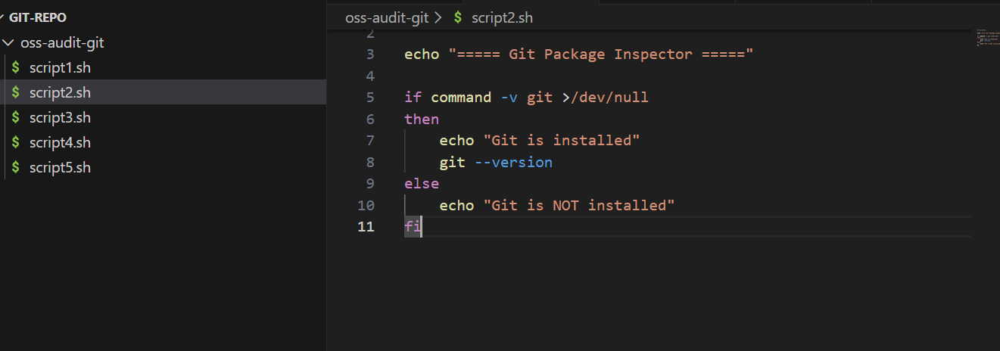 GIT-REPO
oss-audit-git
$ script1.sh
$ script2.sh
$ script3.sh
$ script4.sh
$ script5.sh
oss-audit-git > $ script2.sh
2
3 echo "===== Git Package Inspector ====="
4
5 if command -v git >/dev/null
6 then
7     echo "Git is installed"
8     git --version
9 else
10     echo "Git is NOT installed"
11 fi